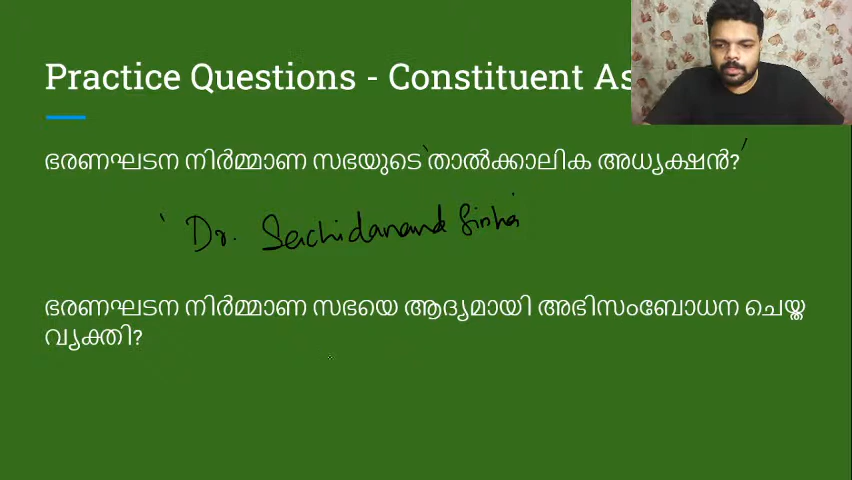 Practice Questions - Constituent As
ഭരണഘടന നിർമ്മാണ സഭയുടെ താൽക്കാലിക അധ്യക്ഷൻ?
Dr. Sachidanand Sinha
ഭരണഘടന നിർമ്മാണ സഭയെ ആദ്യമായി അഭിസംബോധന ചെയ്ത
വ്യക്തി?